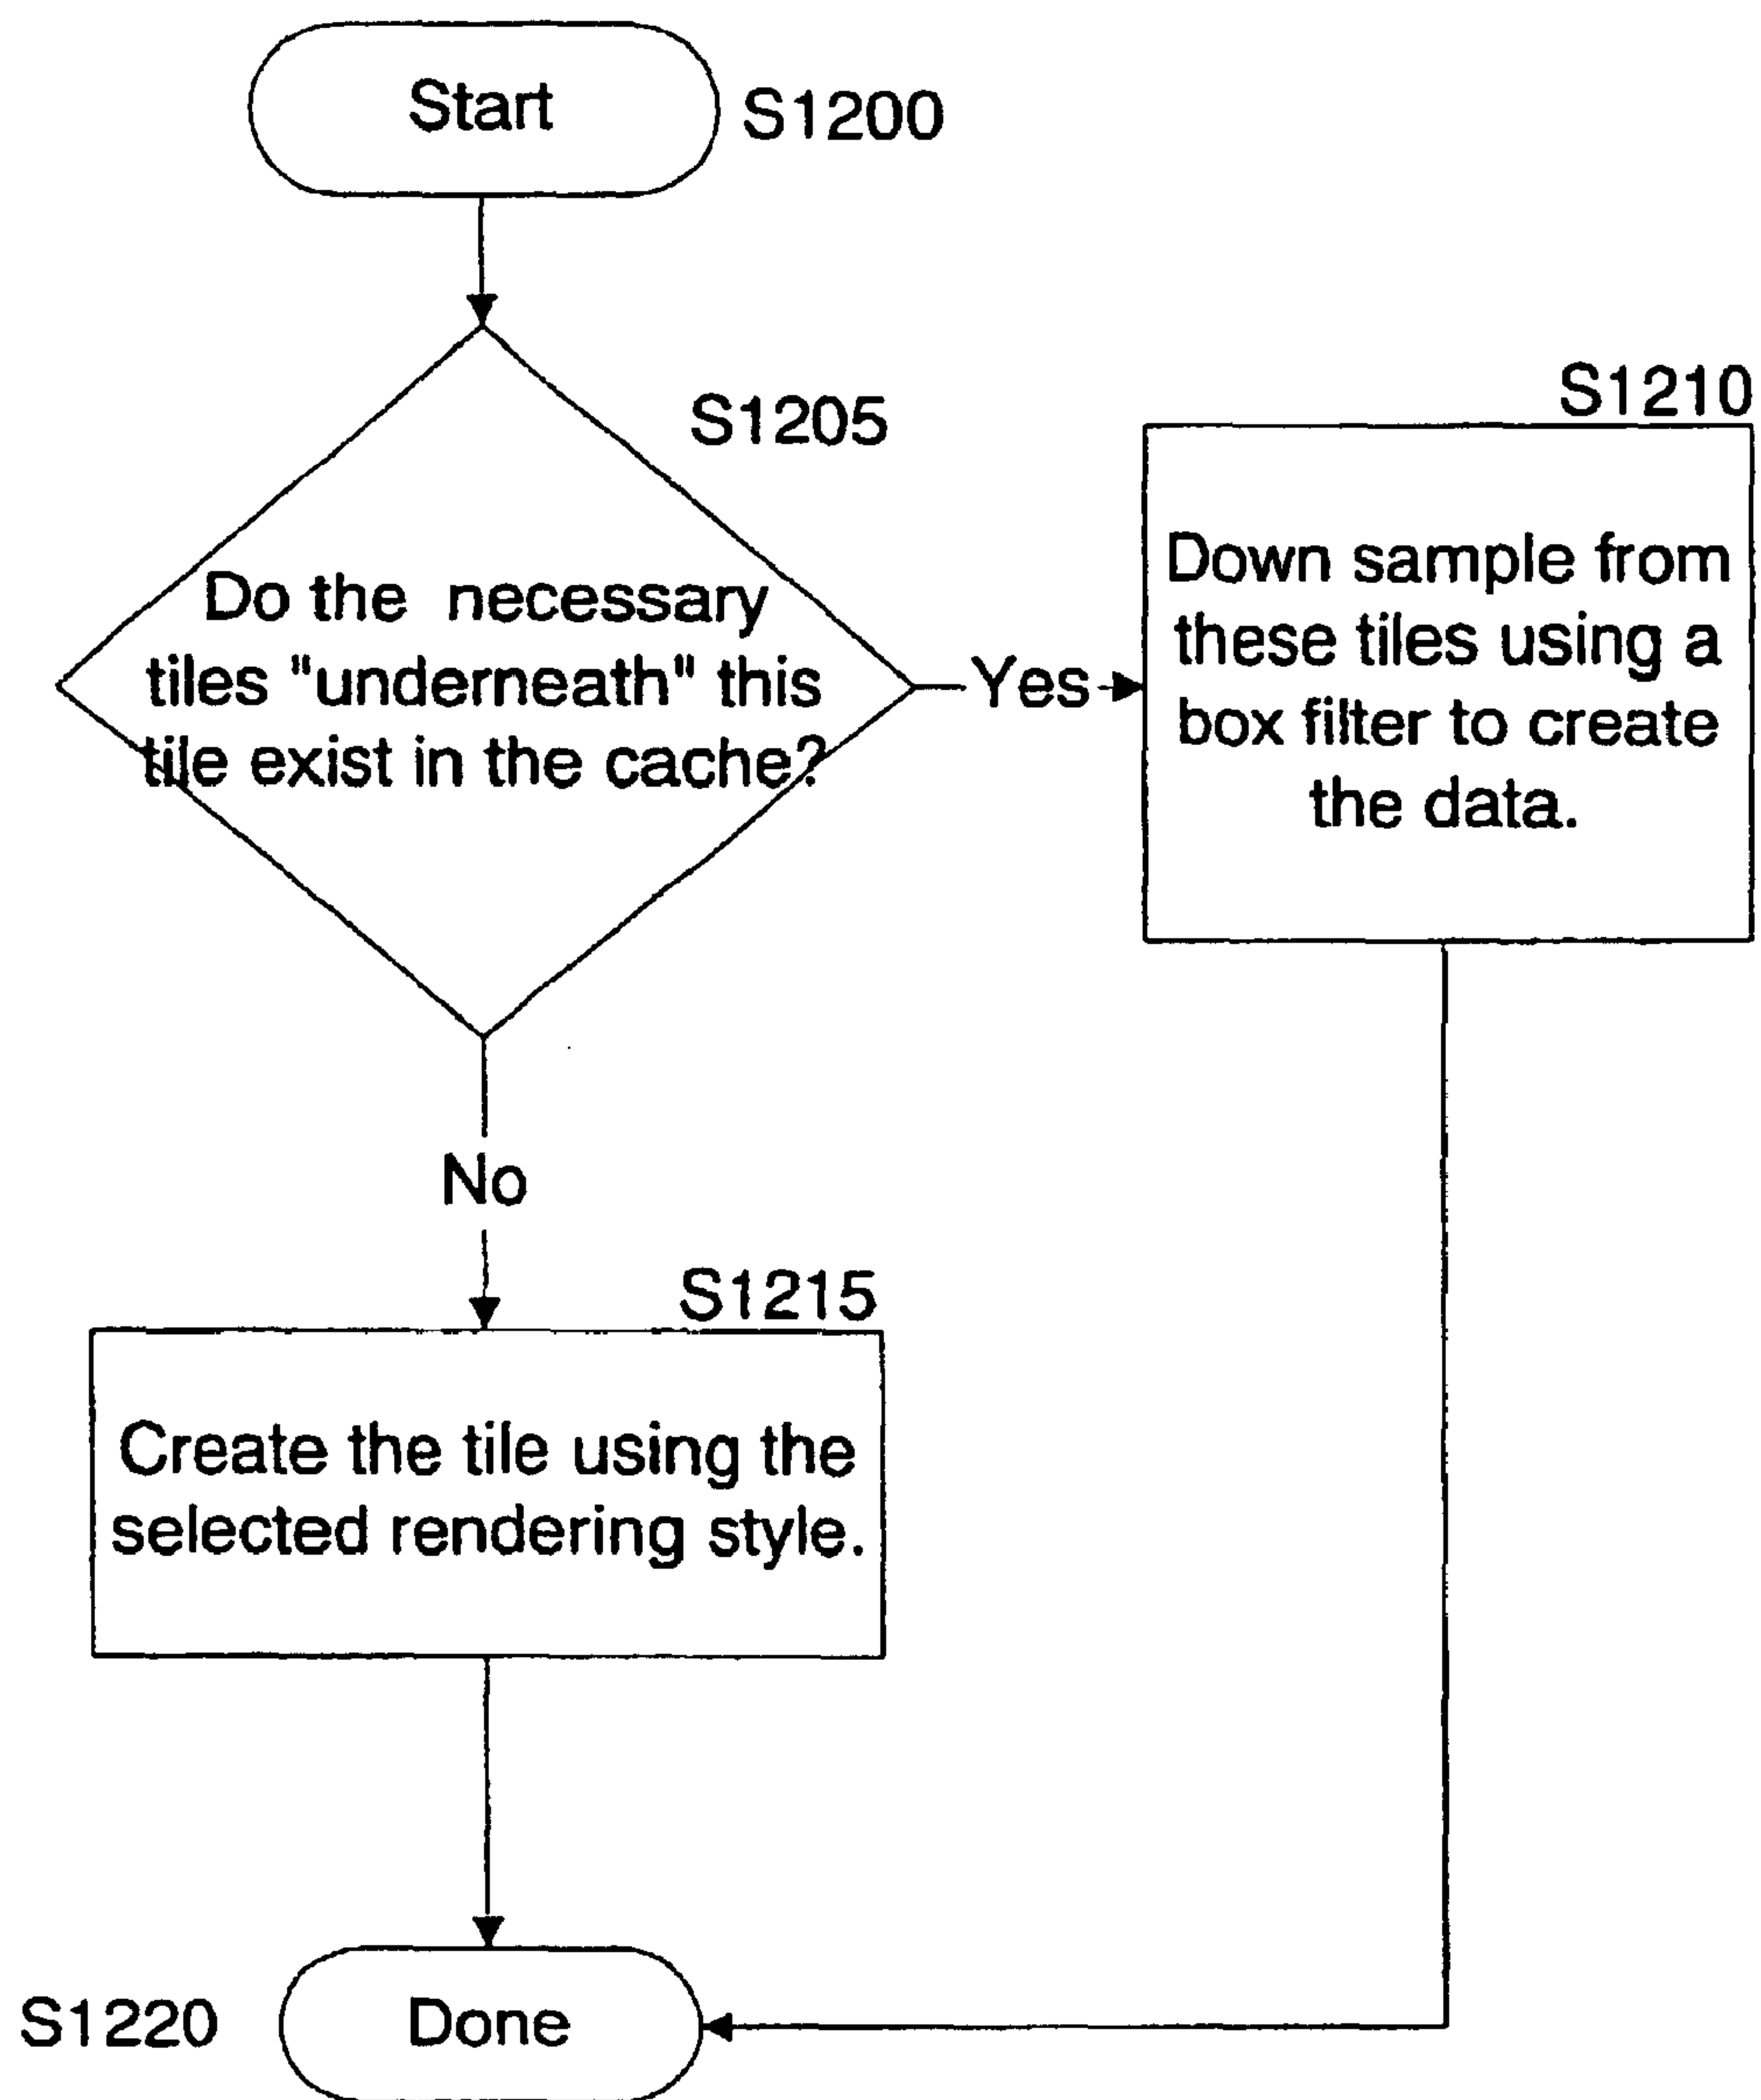 Start
S1200
S1205
Do the necessary
tiles "underneath" this
tile exist in the cache?
Yes
S1210
Down sample from
these tiles using a
box filter to create
the data.
No
S1215
Create the tile using the
selected rendering style.
S1220
Done